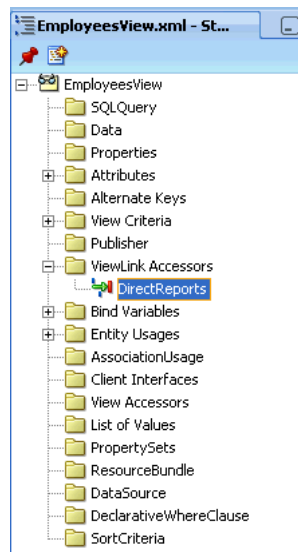 EmployeesView.xml - St...
EmployeesView
SQLQuery
Data
Properties
Attributes
Alternate Keys
View Criteria
Publisher
ViewLink Accessors
DirectReports
Bind Variables
Entity Usages
AssociationUsage
Client Interfaces
View Accessors
List of Values
PropertySets
ResourceBundle
DataSource
DeclarativeWhereClause
SortCriteria